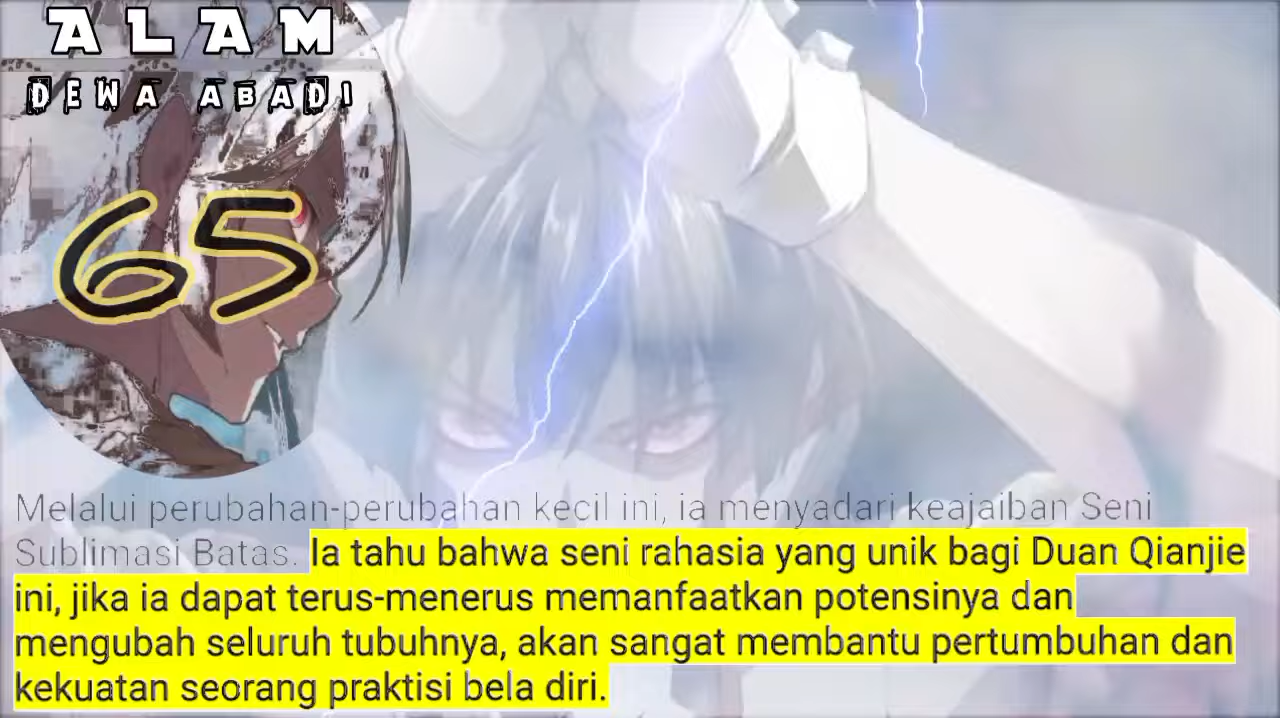 ALAM
DEWA ABADI
65
Melalui perubahan-perubahan kecil ini, ia menyadari keajaiban Seni
Sublimasi Batas. Ia tahu bahwa seni rahasia yang unik bagi Duan Qianjie
ini, jika ia dapat terus-menerus memanfaatkan potensinya dan
mengubah seluruh tubuhnya, akan sangat membantu pertumbuhan dan
kekuatan seorang praktisi bela diri.